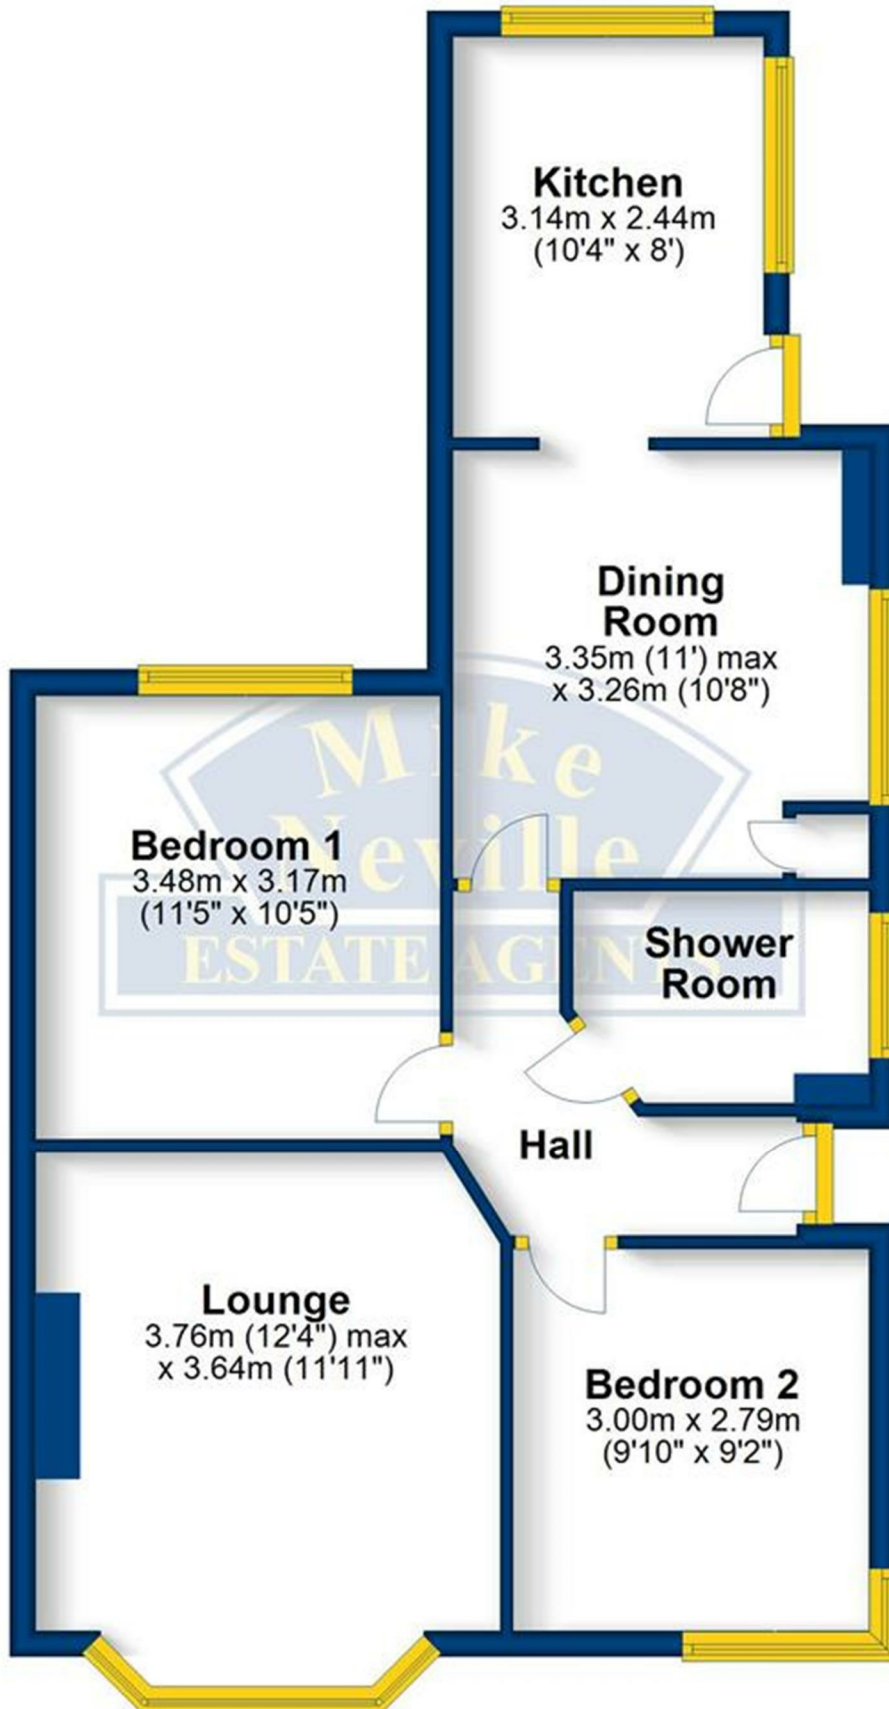 Kitchen
3.14m x 2.44m
(10'4" x 8')
Dining
Room
3.35m (11') max
x 3.26m (10'8")
Mike
Neville
ESTATE AGENTS
Bedroom 1
3.48m x 3.17m
(11'5" x 10'5")
Shower
Room
Hall
Lounge
3.76m (12'4") max
x 3.64m (11'11")
Bedroom 2
3.00m x 2.79m
(9'10" x 9'2")